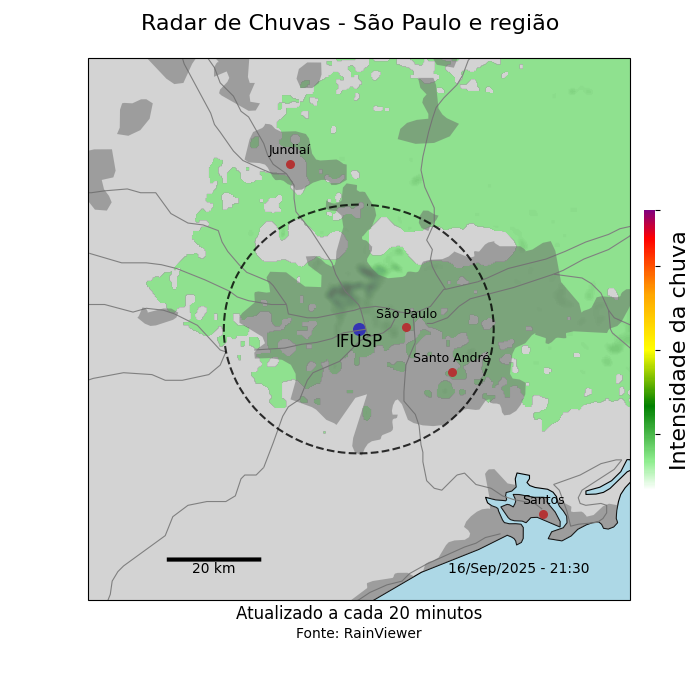 Radar de Chuvas - São Paulo e região
Jundiaí
São Paulo
IFUSP
Santo André
Santos
20 km
16/Sep/2025 - 21:30
Intensidade da chuva
Atualizado a cada 20 minutos
Fonte: RainViewer